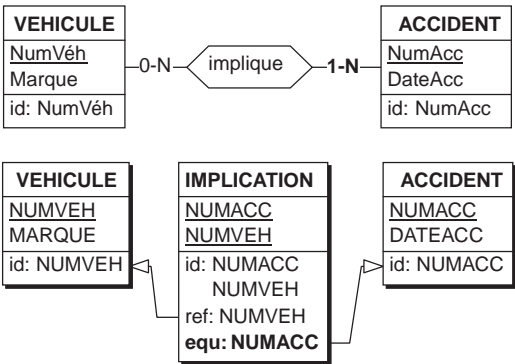 VEHICULE
NumVéh
Marque
id: NumVéh
0-N
implique
1-N
ACCIDENT
NumAcc
DateAcc
id: NumAcc
VEHICULE
NUMVEH
MARQUE
id: NUMVEH
IMPLICATION
NUMACC
NUMVEH
id: NUMACC
NUMVEH
ref: NUMVEH
equ: NUMACC
ACCIDENT
NUMACC
DATEACC
id: NUMACC